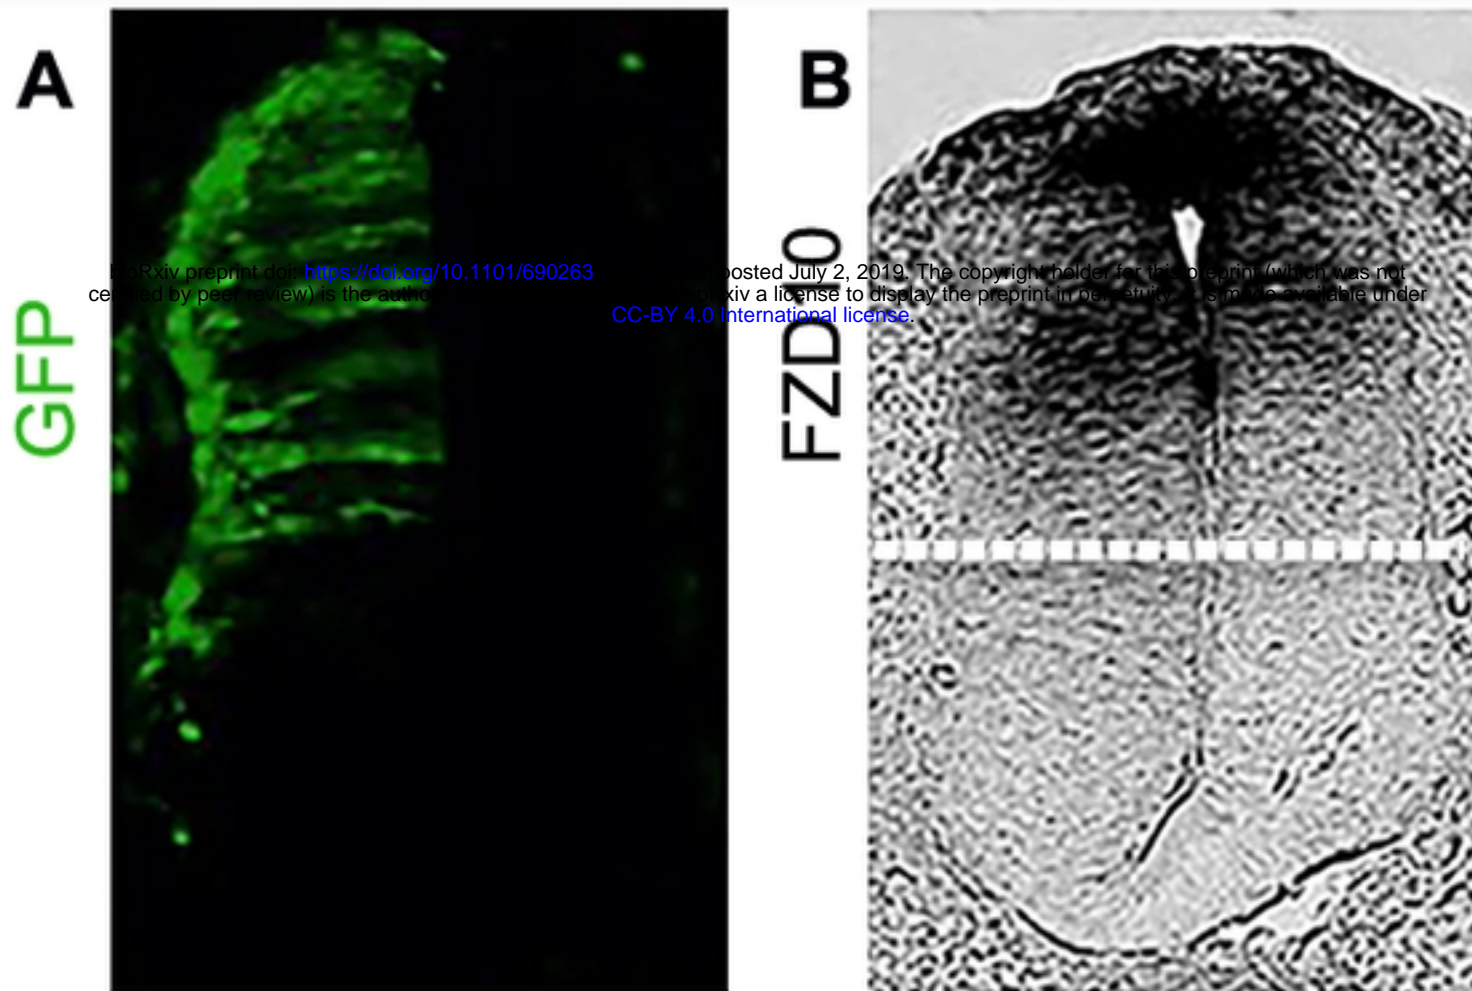 A
B
GFP
FZD10
bioRxiv preprint doi: https://doi.org/10.1101/690263 posted July 2, 2019. The copyright holder for this preprint (which was not
certified by peer review) is the autho xiv a license to display the preprint in perpetuity. It is made available under
CC-BY 4.0 International license.